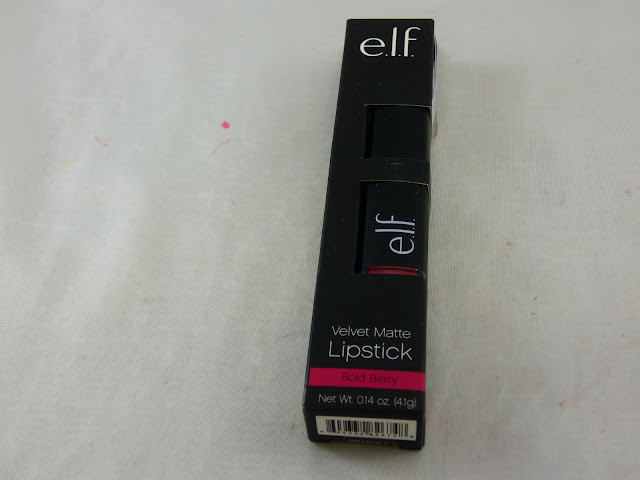 e.l.f.
e.l.f.
Velvet Matte
Lipstick
Bold Berry
Net Wt. 0.14 oz. (4.1g)